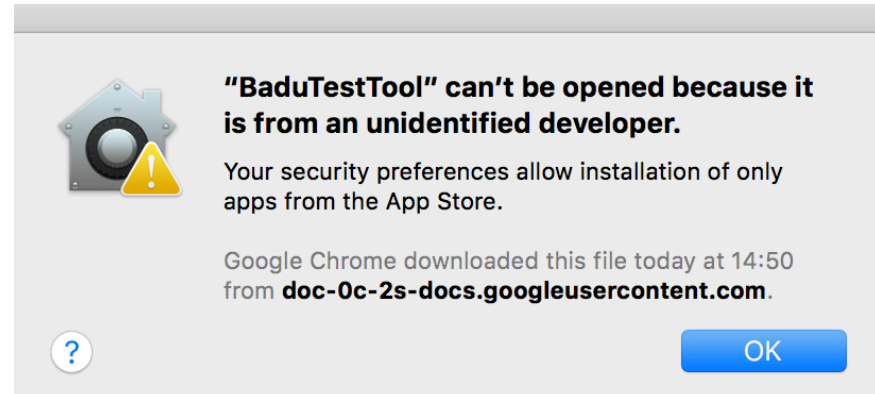 "BaduTestTool" can't be opened because it
is from an unidentified developer.
Your security preferences allow installation of only
apps from the App Store.
Google Chrome downloaded this file today at 14:50
from doc-0c-2s-docs.googleusercontent.com.
?
OK